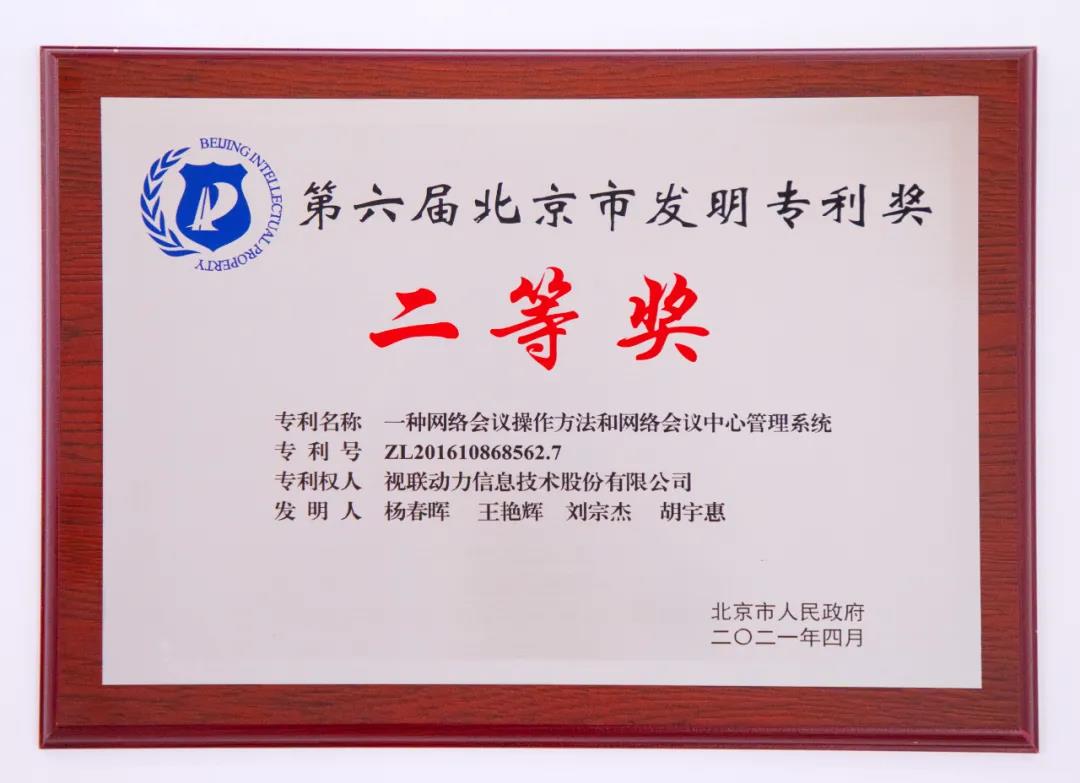 BEIJING INTELLECTUAL PROPERTY
第六届北京市发明专利奖
二等奖
专利名称 一种网络会议操作方法和网络会议中心管理系统
专利号 ZL201610868562.7
专利权人 视联动力信息技术股份有限公司
发明人 杨春晖 王艳辉 刘宗杰 胡宇惠
北京市人民政府
二〇二一年四月